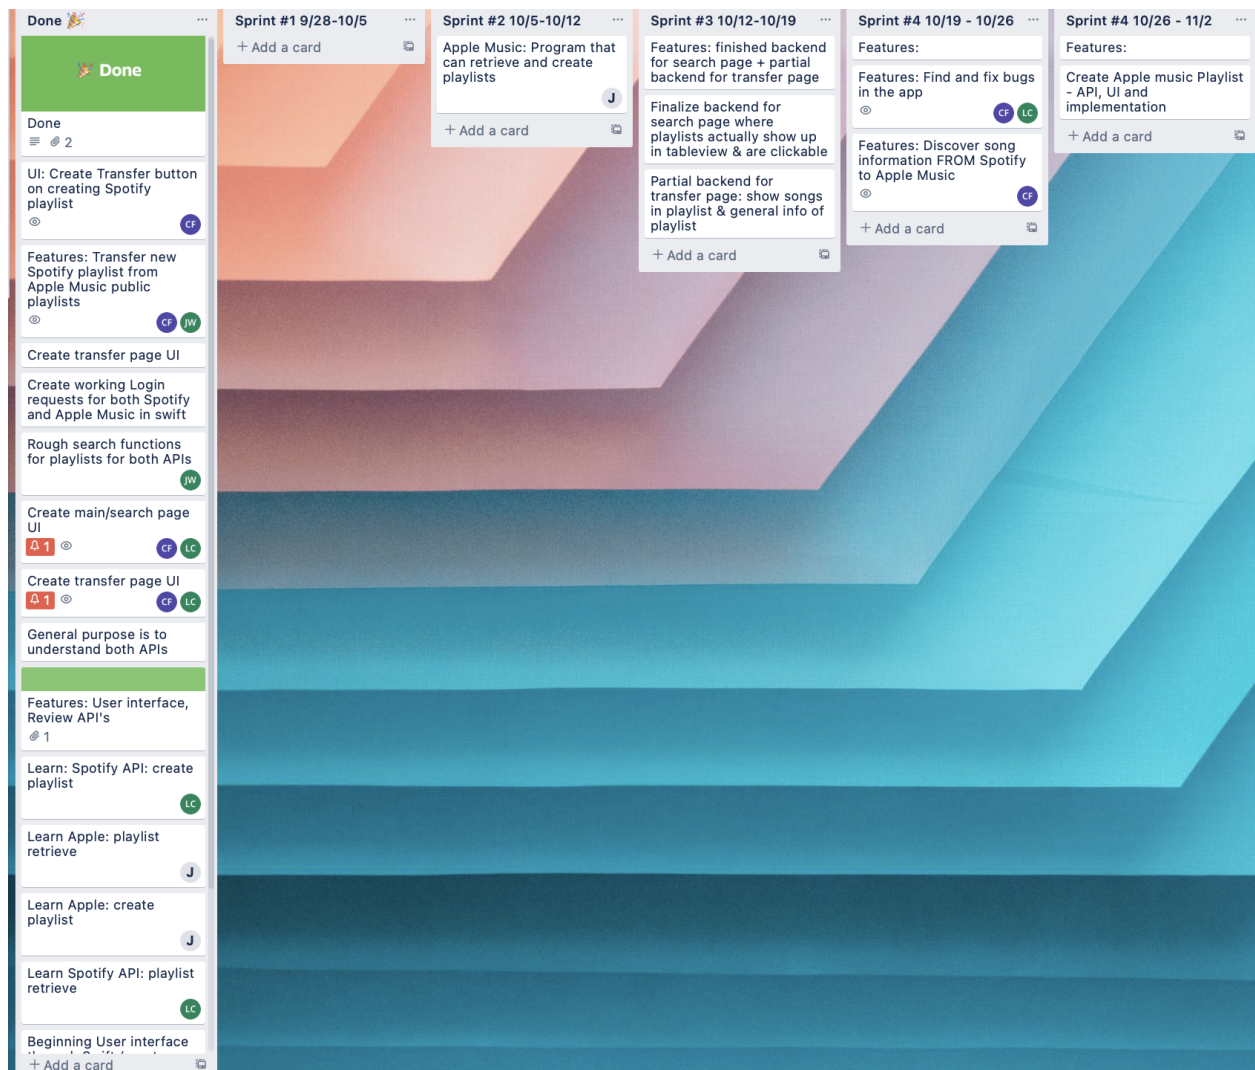 Done 🎉
🎉 Done
Done
2
UI: Create Transfer button
on creating Spotify
playlist
CF
Features: Transfer new
Spotify playlist from
Apple Music public
playlists
CF JW
Create transfer page UI
Create working Login
requests for both Spotify
and Apple Music in swift
Rough search functions
for playlists for both APIs
JW
Create main/search page
UI
1 CF LC
Create transfer page UI
1 CF LC
General purpose is to
understand both APIs
Features: User interface,
Review API's
1
Learn: Spotify API: create
playlist
LC
Learn Apple: playlist
retrieve
J
Learn Apple: create
playlist
J
Learn Spotify API: playlist
retrieve
LC
Beginning User interface
+ Add a card
Sprint #1 9/28-10/5
+ Add a card
Sprint #2 10/5-10/12
Apple Music: Program that
can retrieve and create
playlists
J
+ Add a card
Sprint #3 10/12-10/19
Features: finished backend
for search page + partial
backend for transfer page
Finalize backend for
search page where
playlists actually show up
in tableview & are clickable
Partial backend for
transfer page: show songs
in playlist & general info of
playlist
+ Add a card
Sprint #4 10/19 - 10/26
Features:
Features: Find and fix bugs
in the app
CF LC
Features: Discover song
information FROM Spotify
to Apple Music
CF
+ Add a card
Sprint #4 10/26 - 11/2
Features:
Create Apple music Playlist
- API, UI and
implementation
+ Add a card